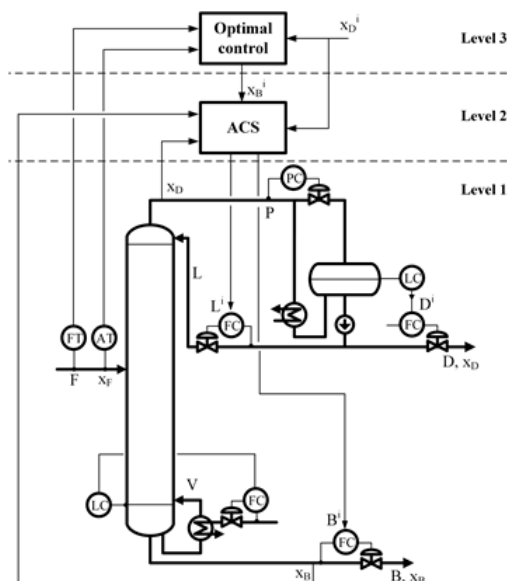 Optimal
control
x_D^i
Level 3
x_B^i
ACS
Level 2
x_D
PC
Level 1
P
L
LC
L^i
D^i
FC
FC
FT
AT
F
x_F
D, x_D
V
FC
LC
B^i
FC
x_B
B, x_B